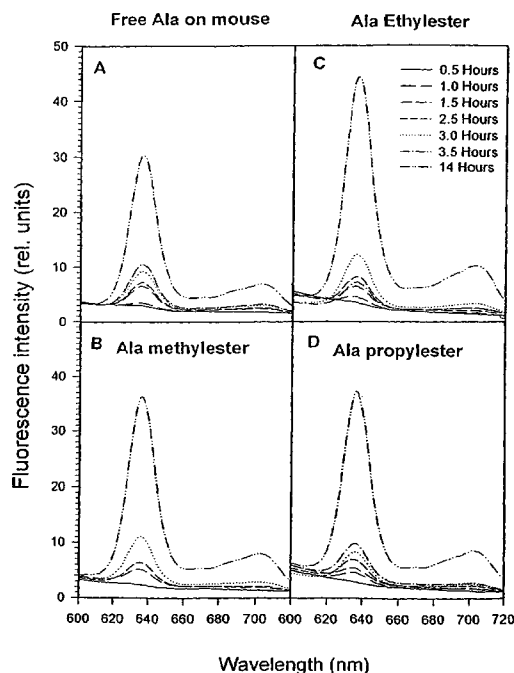 Free Ala on mouse
Ala Ethylester
A
C
0.5 Hours
1.0 Hours
1.5 Hours
2.5 Hours
3.0 Hours
3.5 Hours
14 Hours
50
40
30
20
10
0
Fluorescence intensity (rel. units)
B
Ala methylester
D
Ala propylester
40
30
20
10
0
600 620 640 660 680 700 600 620 640 660 680 700 720
Wavelength (nm)